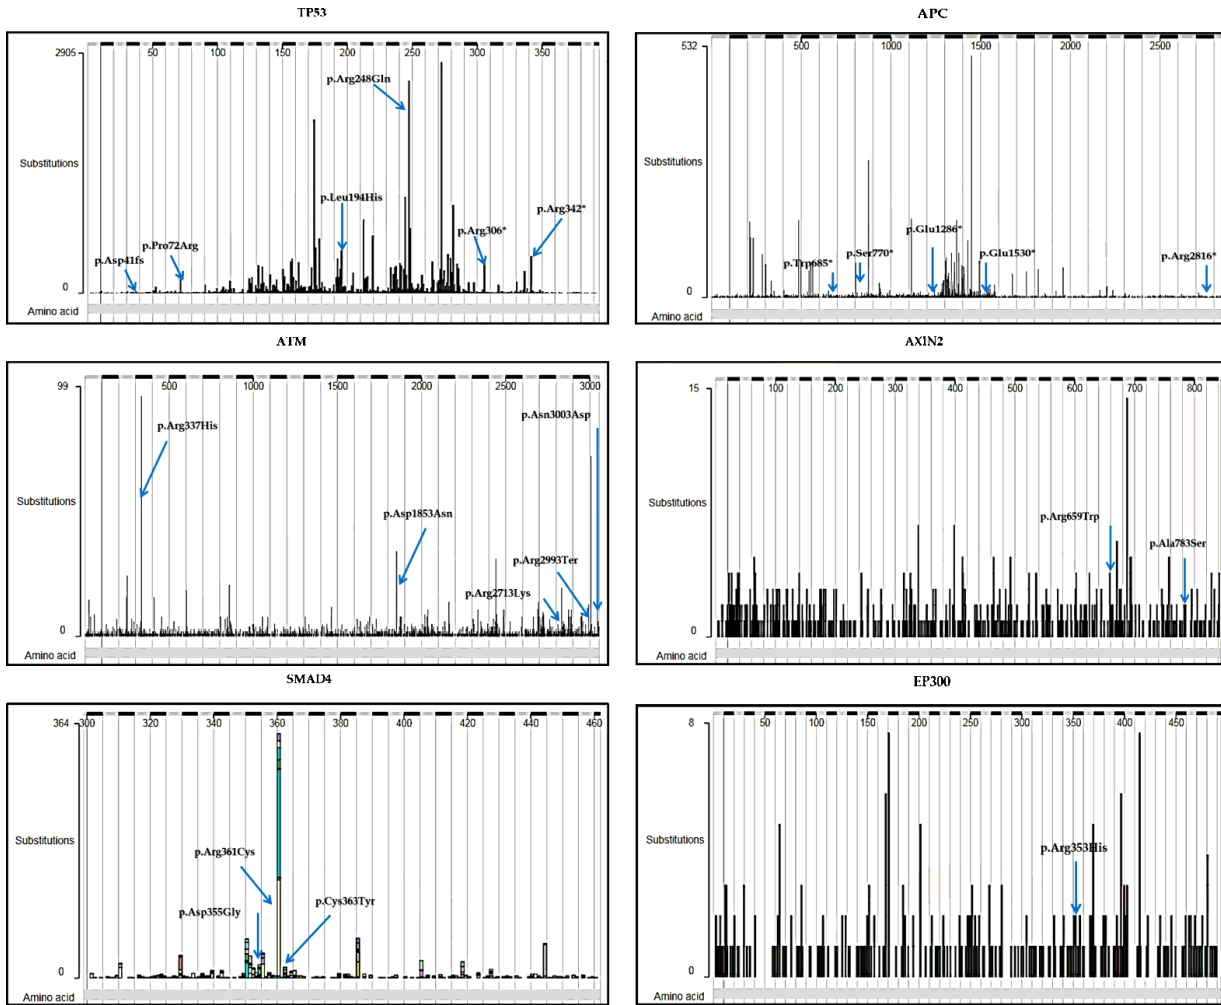 TP53
2905
50
100
150
200
250
300
350
p.Arg248Gln
Substitutions
p.Leu194His
p.Arg342*
p.Arg306*
p.Pro72Arg
p.Asp41fs
0
Amino acid
APC
532
500
1000
1500
2000
2500
Substitutions
p.Glu1286*
p.Ser770*
p.Glu1530*
p.Arg2816*
p.Trp685*
0
Amino acid
ATM
99
500
1000
1500
2000
2500
3000
p.Asn3003Asp
p.Arg337His
Substitutions
p.Asp1853Asn
p.Arg2993Ter
p.Arg2713Lys
0
Amino acid
AXIN2
15
100
200
300
400
500
600
700
800
Substitutions
p.Arg659Trp
p.Ala783Ser
0
Amino acid
SMAD4
364
300
320
340
360
380
400
420
440
460
Substitutions
p.Arg361Cys
p.Cys363Tyr
p.Asp355Gly
0
Amino acid
EP300
8
50
100
150
200
250
300
350
400
450
Substitutions
p.Arg353His
0
Amino acid